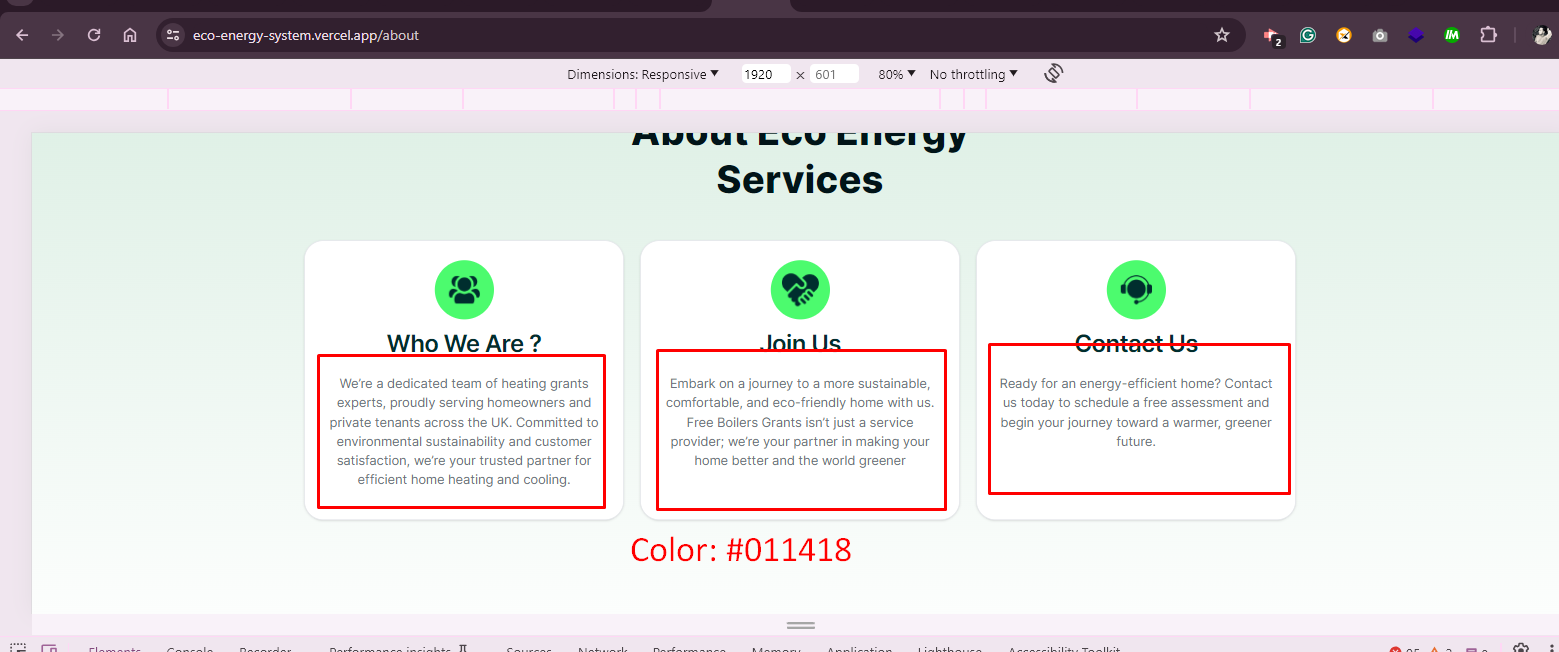 eco-energy-system.vercel.app/about
2
Dimensions: Responsive ▼ 1920 × 601 80% ▼ No throttling ▼
About Eco Energy
Services
Who We Are ?
We’re a dedicated team of heating grants
experts, proudly serving homeowners and
private tenants across the UK. Committed to
environmental sustainability and customer
satisfaction, we’re your trusted partner for
efficient home heating and cooling.
Join Us
Embark on a journey to a more sustainable,
comfortable, and eco-friendly home with us.
Free Boilers Grants isn’t just a service
provider; we’re your partner in making your
home better and the world greener
Contact Us
Ready for an energy-efficient home? Contact
us today to schedule a free assessment and
begin your journey toward a warmer, greener
future.
Color: #011418
Elements Console Recorder Performance insights Sources Network Performance Memory Application Lighthouse Accessibility Toolkit